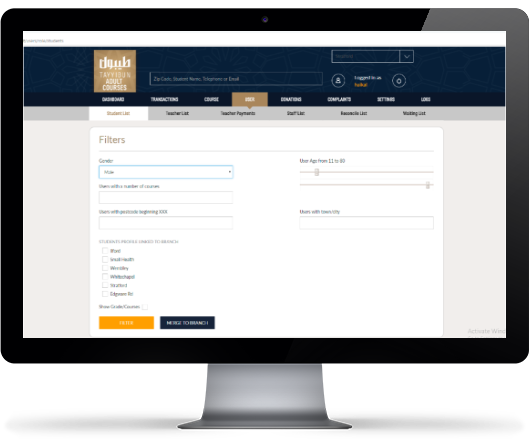 طيبون
TAYYIBUN
ADULT
COURSES
Zip Code, Student Name, Telephone or Email
Logged in as
DASHBOARD TRANSACTIONS COURSE USER DONATIONS COMPLAINTS SETTINGS LOGS
Student List Teacher List Teacher Payments Staff List Reconcile List Waiting List
Filters
Gender
Male
User Age from 11 to 80
Users with a number of courses
Users with postcode beginning XXX
Users with town/city
STUDENTS PROFILE LINKED TO BRANCH
Ilford
Small Heath
Wembley
Whitechapel
Stratford
Edgware Rd
Show Grade/Courses
FILTER
MERGE TO BRANCH
Activate Wind